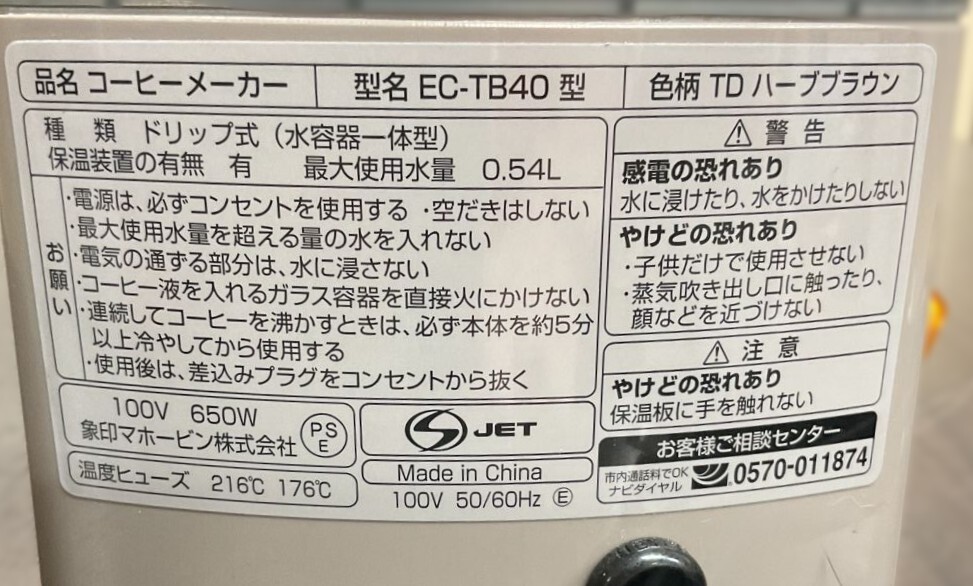 品名 コーヒーメーカー 型名 EC-TB40 型 色柄 TD ハーブブラウン
種 類 ドリップ式（水容器一体型）
保温装置の有無 有 最大使用水量 0.54L
お願い
・電源は、必ずコンセントを使用する ・空だきはしない
・最大使用水量を超える量の水を入れない
・電気の通ずる部分は、水に浸さない
・コーヒー液を入れるガラス容器を直接火にかけない
・連続してコーヒーを沸かすときは、必ず本体を約5分
以上冷やしてから使用する
・使用後は、差込みプラグをコンセントから抜く
100V 650W
象印マホービン株式会社
PS
E
温度ヒューズ 216℃ 176℃
JET
Made in China
100V 50/60Hz Ⓔ
⚠ 警 告
感電の恐れあり
水に浸けたり、水をかけたりしない
やけどの恐れあり
・子供だけで使用させない
・蒸気吹き出し口に触ったり、
顔などを近づけない
⚠ 注 意
やけどの恐れあり
保温板に手を触れない
お客様ご相談センター
市内通話料でOK
ナビダイヤル
0570-011874